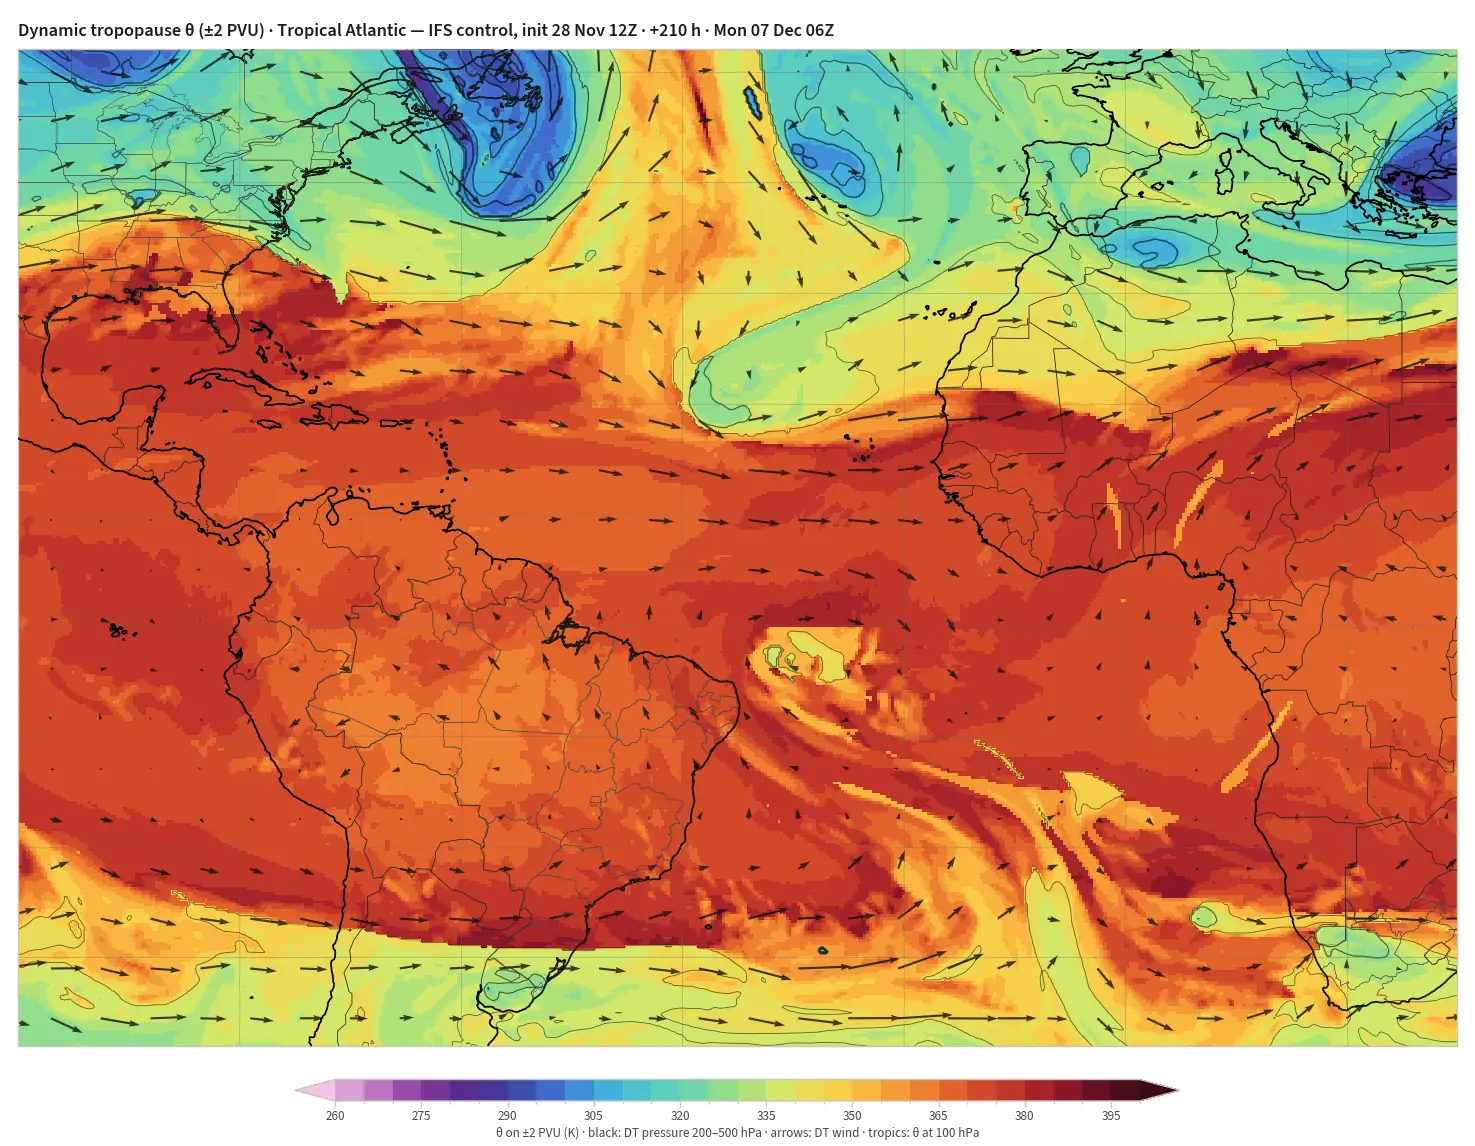 Dynamic tropopause θ (±2 PVU) · Tropical Atlantic — IFS control, init 28 Nov 12Z · +210 h · Mon 07 Dec 06Z
260 275 290 305 320 335 350 365 380 395
θ on ±2 PVU (K) · black: DT pressure 200–500 hPa · arrows: DT wind · tropics: θ at 100 hPa